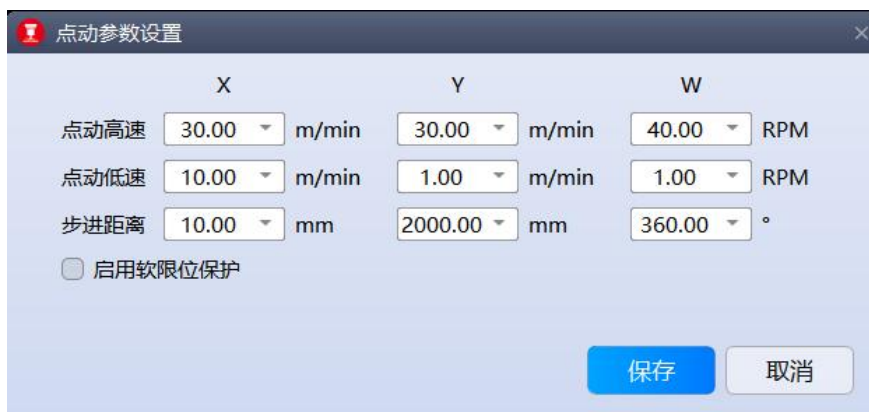 点动参数设置
X Y W
点动高速 30.00 m/min 30.00 m/min 40.00 RPM
点动低速 10.00 m/min 1.00 m/min 1.00 RPM
步进距离 10.00 mm 2000.00 mm 360.00 °
启用软限位保护
保存 取消